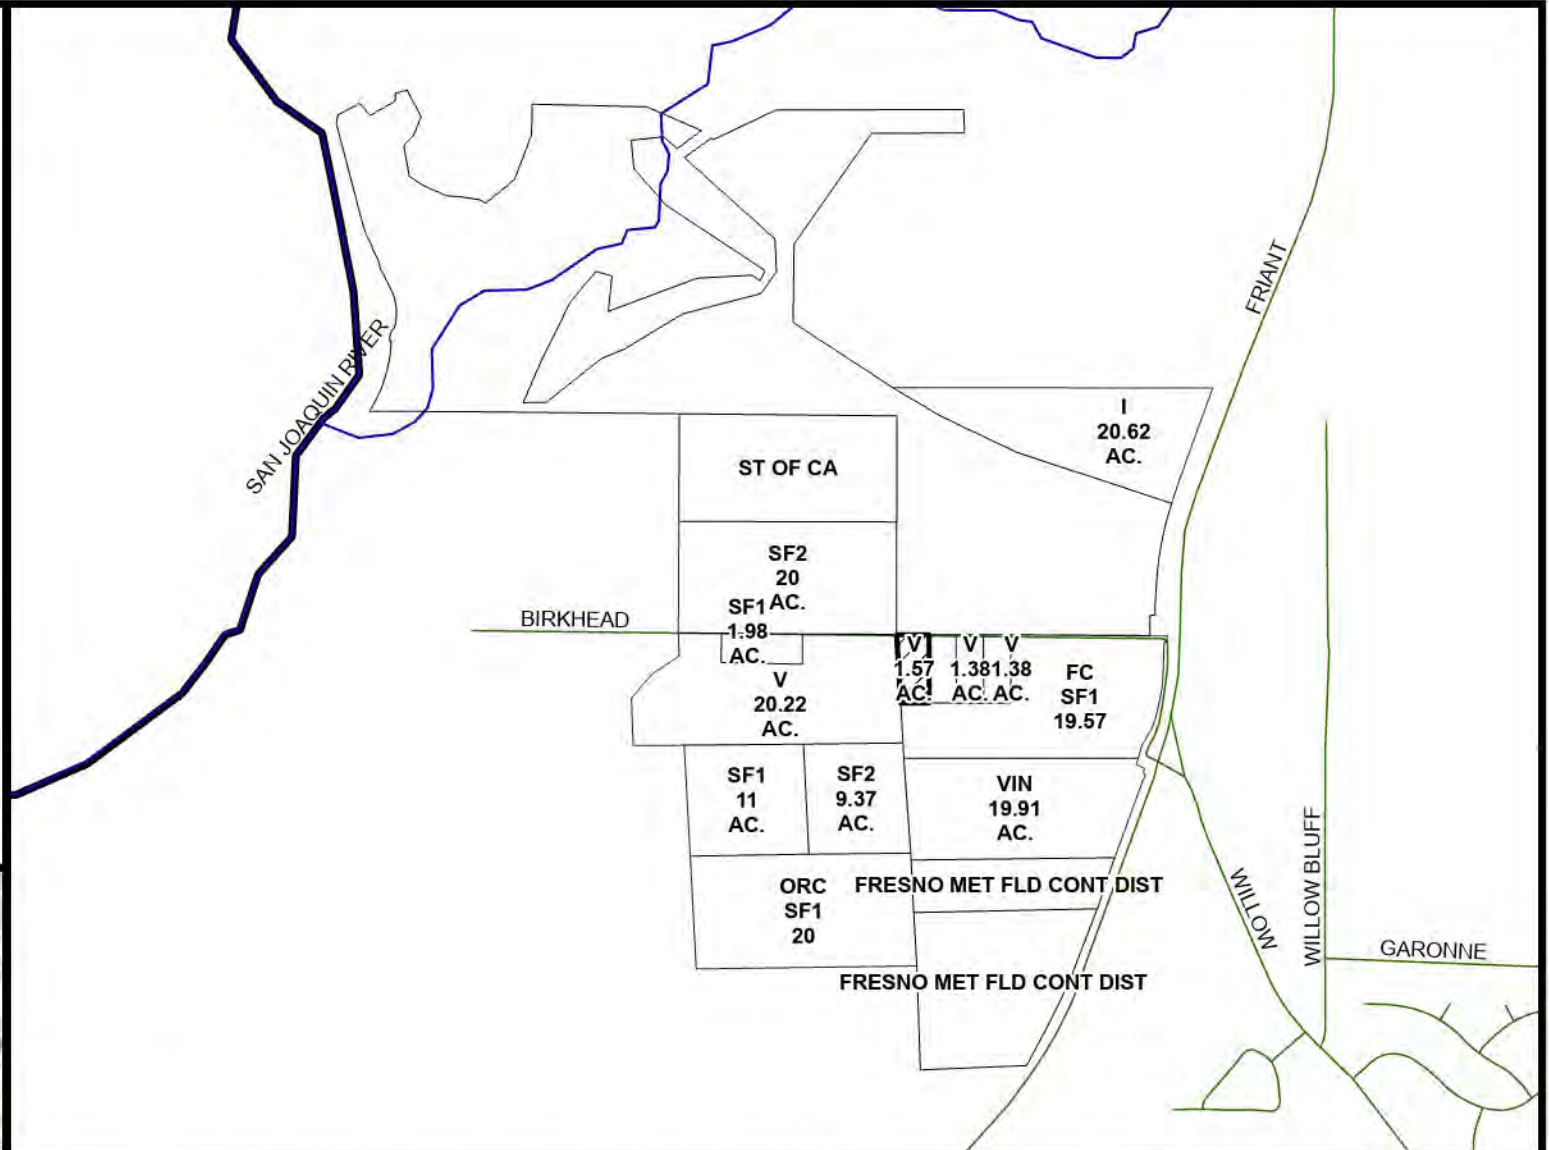 FRIANT
SAN JOAQUIN RIVER
I
20.62
AC.
ST OF CA
SF2
20
AC.
SF1
1.98
AC.
BIRKHEAD
V
20.22
AC.
V
1.57
AC.
V
1.38
AC.
V
1.38
AC.
FC
SF1
19.57
SF1
11
AC.
SF2
9.37
AC.
VIN
19.91
AC.
ORC
SF1
20
FRESNO MET FLD CONT DIST
FRESNO MET FLD CONT DIST
WILLOW
WILLOW BLUFF
GARONNE